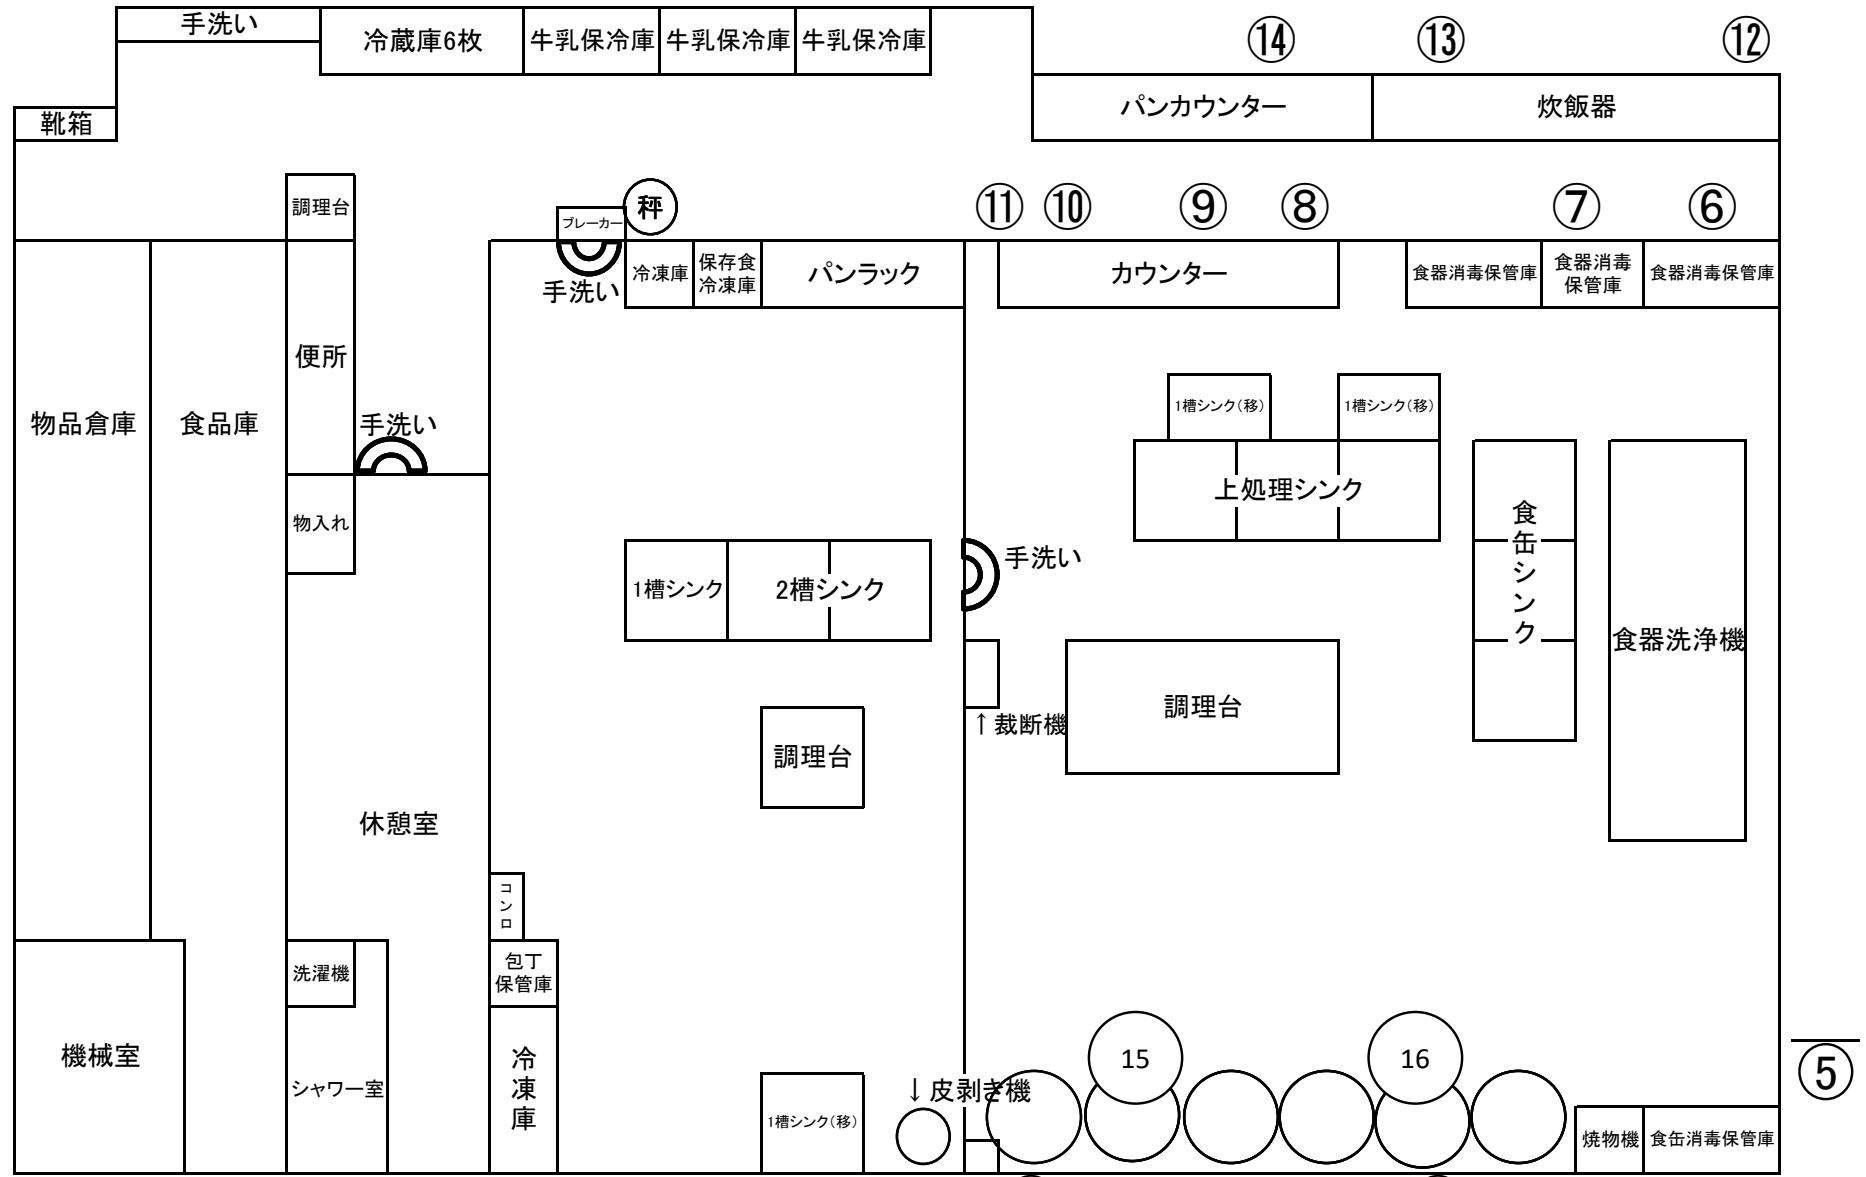 手洗い
冷蔵庫6枚
牛乳保冷庫
牛乳保冷庫
牛乳保冷庫
⑭
⑬
⑫
パンカウンター
炊飯器
靴箱
調理台
ブレーカー
秤
⑪
⑩
⑨
⑧
⑦
⑥
手洗い
冷凍庫
保存食
冷凍庫
パンラック
カウンター
食器消毒保管庫
食器消毒
保管庫
食器消毒保管庫
便所
物品倉庫
食品庫
手洗い
1槽シンク(移)
1槽シンク(移)
上処理シンク
物入れ
食缶シンク
手洗い
1槽シンク
2槽シンク
食器洗浄機
調理台
↑裁断機
調理台
休憩室
コンロ
洗濯機
包丁
保管庫
機械室
シャワー室
冷凍庫
15
16
⑤
↓皮剥き機
1槽シンク(移)
焼物機
食缶消毒保管庫